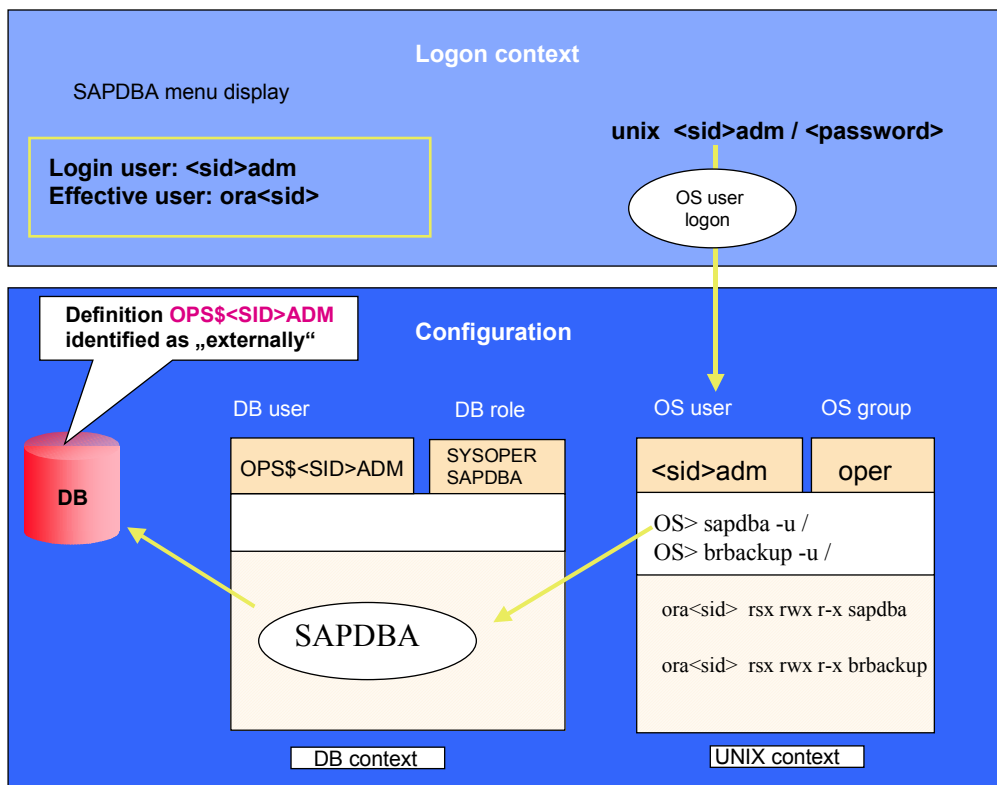 Logon context
SAPDBA menu display
unix <sid>adm / <password>
Login user: <sid>adm
Effective user: ora<sid>
OS user
logon
Definition OPS$<SID>ADM
identified as „externally“
Configuration
DB user
DB role
OS user
OS group
DB
OPS$<SID>ADM
SYSOPER
SAPDBA
<sid>adm
oper
OS> sapdba -u /
OS> brbackup -u /
SAPDBA
ora<sid> rsx rwx r-x sapdba
ora<sid> rsx rwx r-x brbackup
DB context
UNIX context